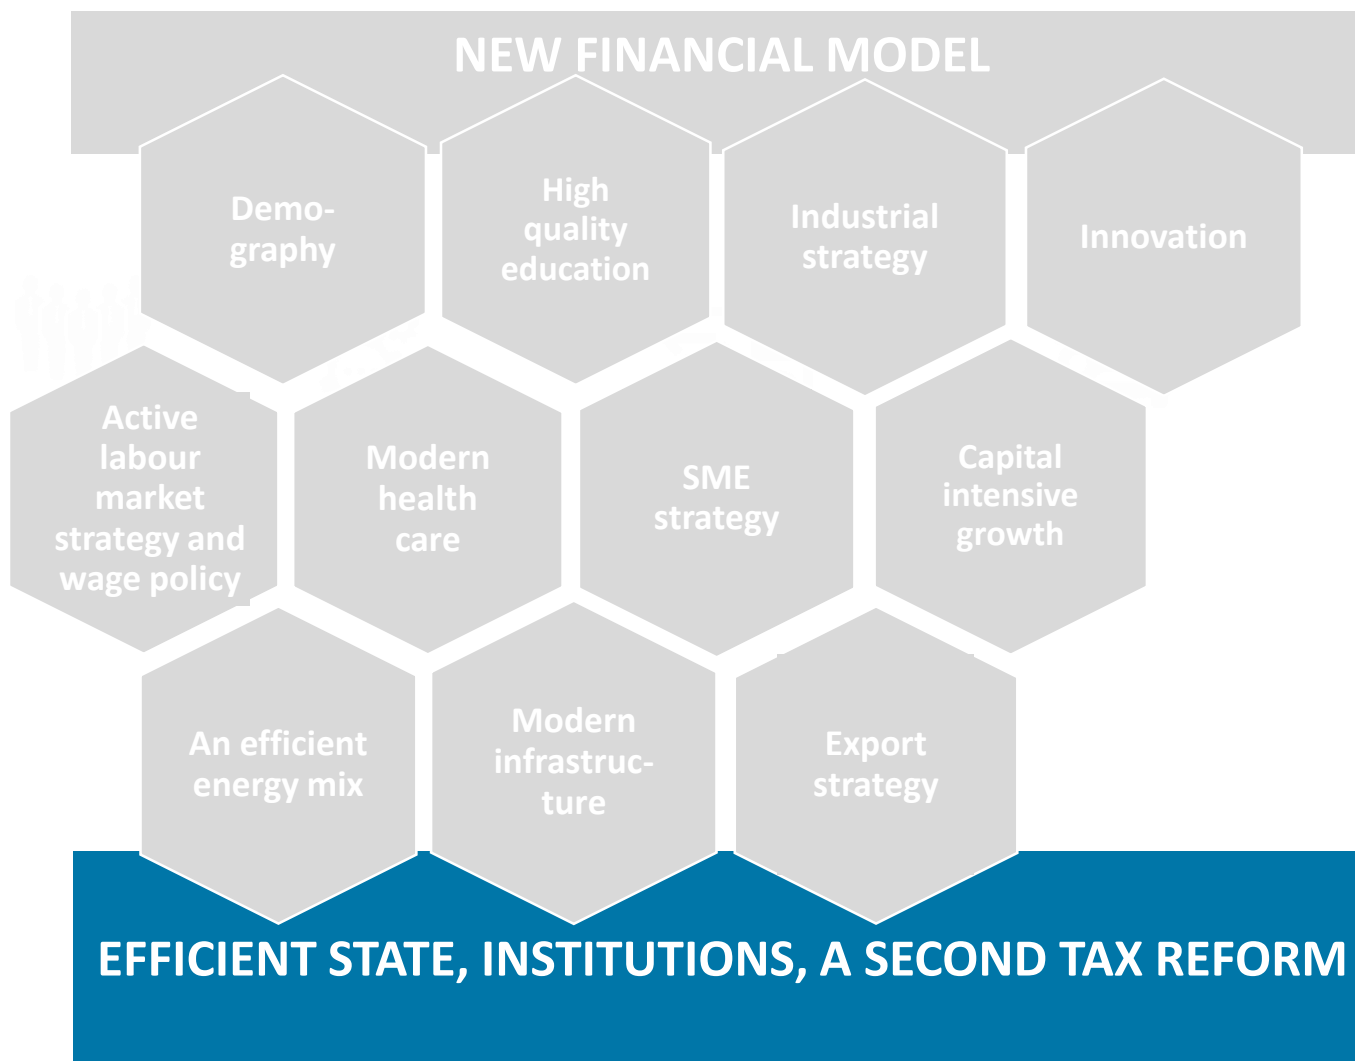 NEW FINANCIAL MODEL
Demo-
graphy
High
quality
education
Industrial
strategy
Innovation
Active
labour
market
strategy and
wage policy
Modern
health
care
SME
strategy
Capital
intensive
growth
An efficient
energy mix
Modern
infrastruc-
ture
Export
strategy
EFFICIENT STATE, INSTITUTIONS, A SECOND TAX REFORM